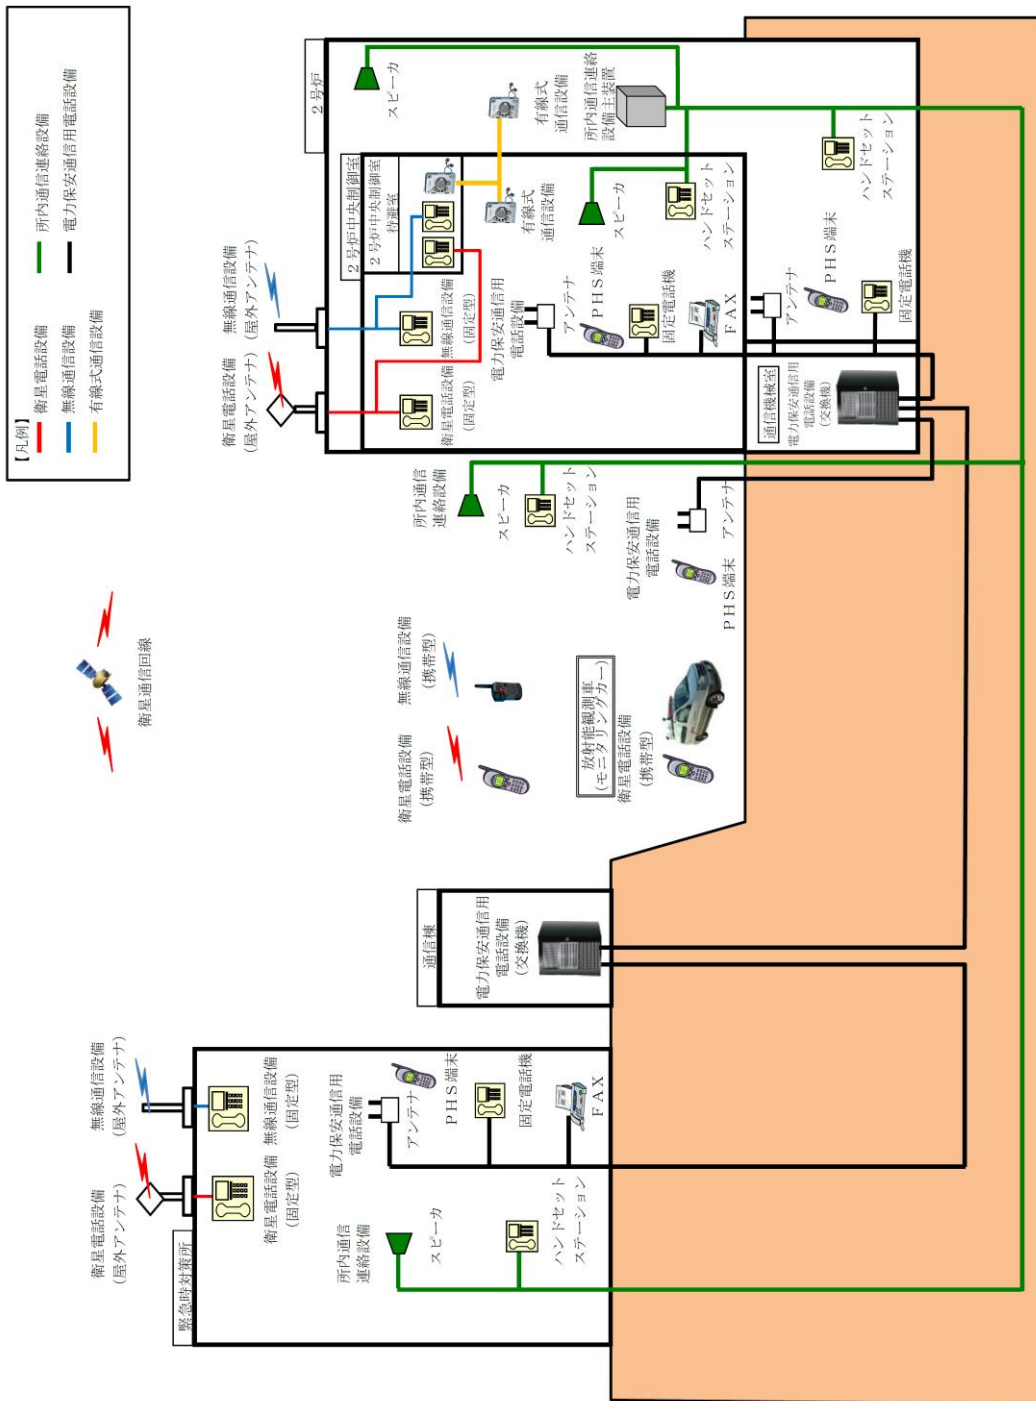 【凡例】
衛星電話設備
無線通信設備
有線式通信設備
所内通信連絡設備
電力保安通信用電話設備
衛星通信回線
緊急時対策所
衛星電話設備
(屋外アンテナ)
無線通信設備
(屋外アンテナ)
衛星電話設備
(固定型)
無線通信設備
(固定型)
所内通信
連絡設備
スピーカ
ハンドセット
ステーション
電力保安通信用
電話設備
アンテナ
PHS端末
固定電話機
FAX
通信棟
電力保安通信用
電話設備
(交換機)
衛星電話設備
(携帯型)
無線通信設備
(携帯型)
放射能観測車
(モニタリングカー)
衛星電話設備
(携帯型)
所内通信
連絡設備
スピーカ
ハンドセット
ステーション
電力保安通信用
電話設備
アンテナ
PHS端末
2号炉
衛星電話設備
(屋外アンテナ)
無線通信設備
(屋外アンテナ)
2号炉中央制御室
2号炉中央制御室
待避室
衛星電話設備
(固定型)
無線通信設備
(固定型)
電力保安通信用
電話設備
アンテナ
PHS端末
固定電話機
FAX
有線式
通信設備
スピーカ
ハンドセット
ステーション
スピーカ
有線式
通信設備
所内通信連絡
設備主装置
ハンドセット
ステーション
通信機械室
電力保安通信用
電話設備
(交換機)
アンテナ
PHS端末
固定電話機